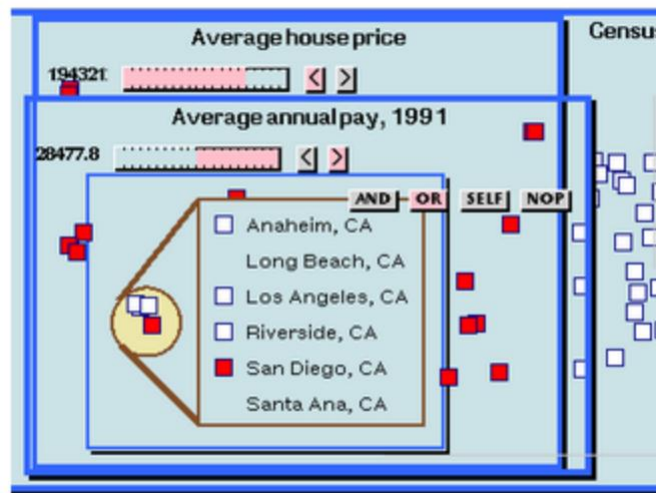 Average house price
Census
194321
< >
Average annual pay, 1991
28477.8
< >
AND OR SELF NOP
Anaheim, CA
Long Beach, CA
Los Angeles, CA
Riverside, CA
San Diego, CA
Santa Ana, CA